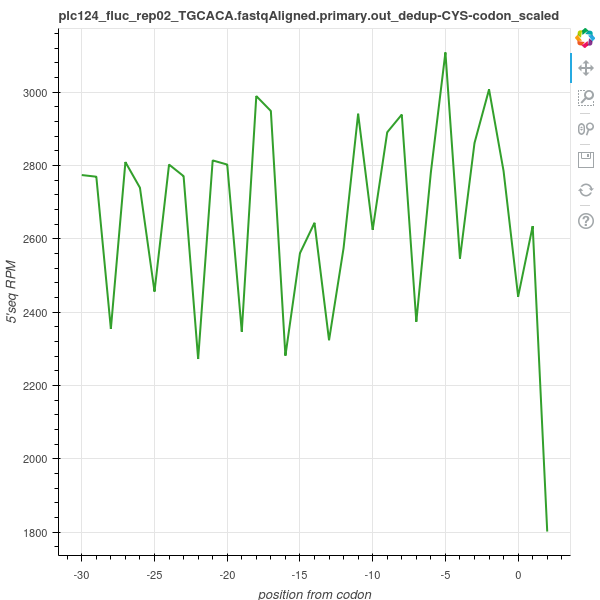 plc124_fluc_rep02_TGCACA.fastqAligned.primary.out_dedup-CYS-codon_scaled
3000
2800
2600
2400
2200
2000
1800
5'seq RPM
-30 -25 -20 -15 -10 -5 0
position from codon